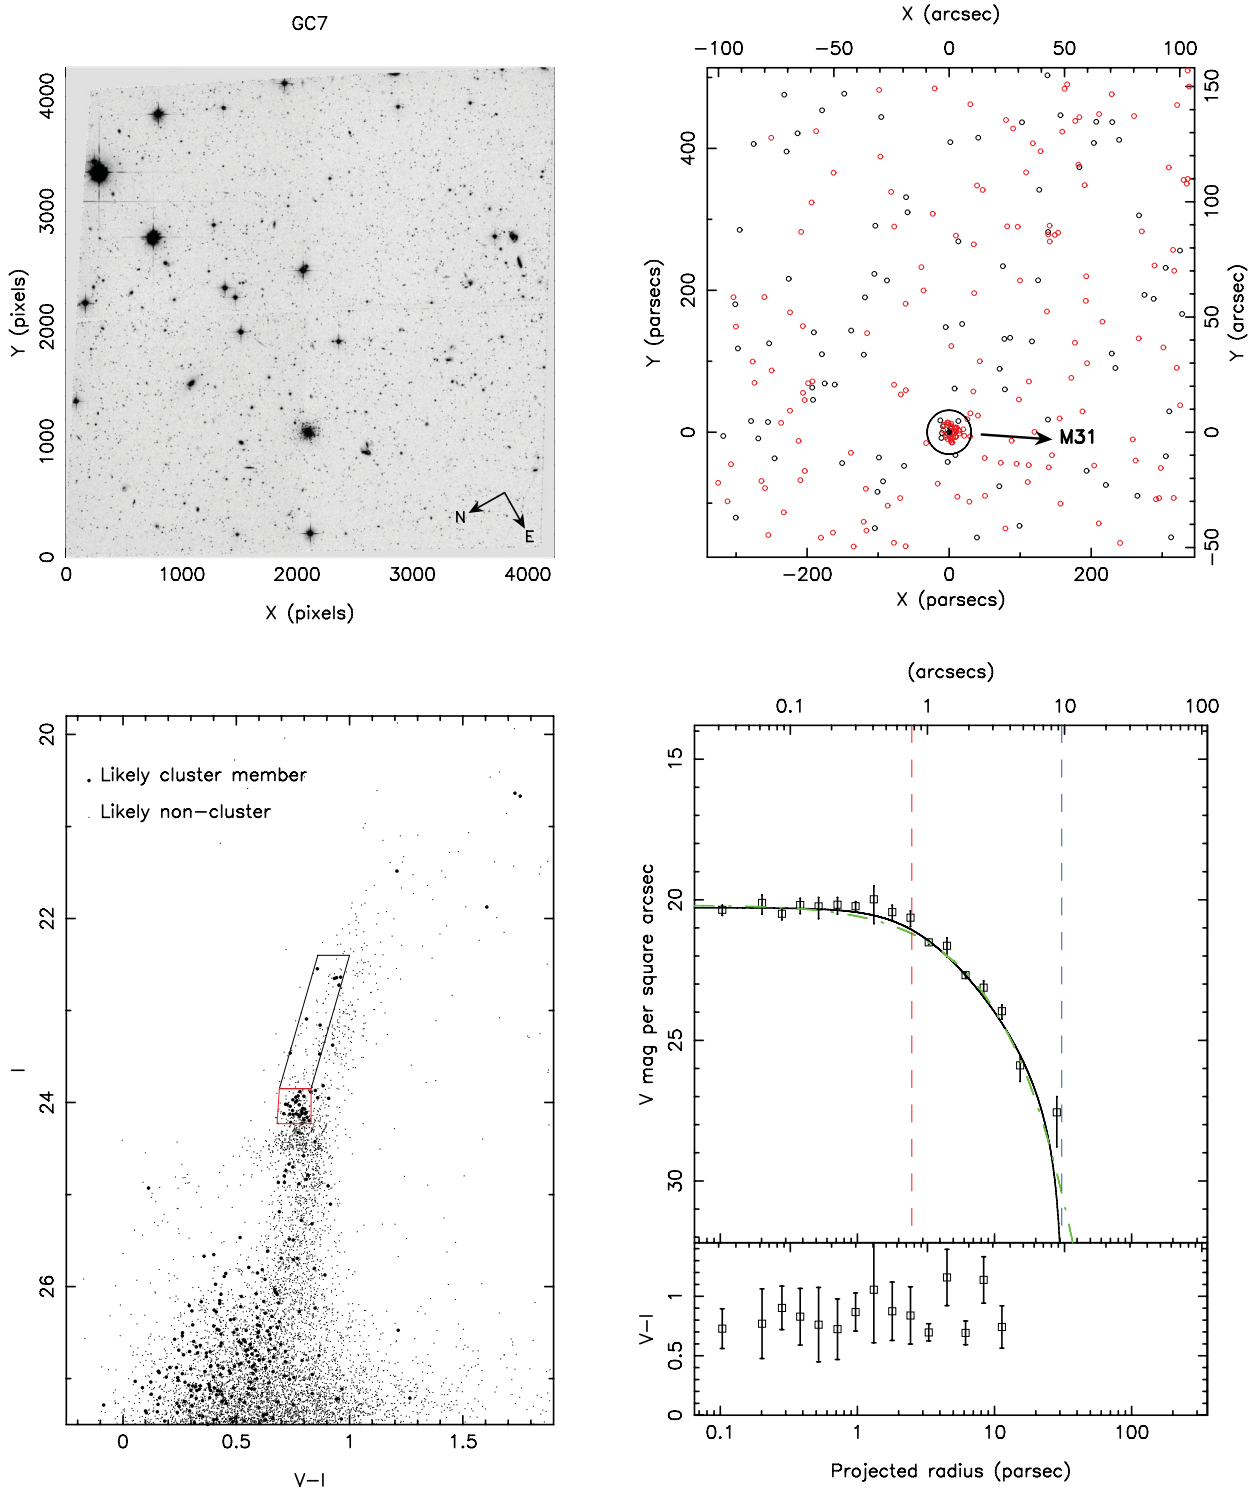 GC7
4000
3000
2000
1000
0
Y (pixels)
0 1000 2000 3000 4000
X (pixels)
N
E
X (arcsec)
−100 −50 0 50 100
400
200
0
Y (parsecs)
150
100
50
0
−50
Y (arcsec)
M31
−200 0 200
X (parsecs)
20
22
24
26
I
Likely cluster member
Likely non−cluster
0 0.5 1 1.5
V−I
(arcsecs)
0.1 1 10 100
15
20
25
30
V mag per square arcsec
1
0.5
0
V−I
0.1 1 10 100
Projected radius (parsec)